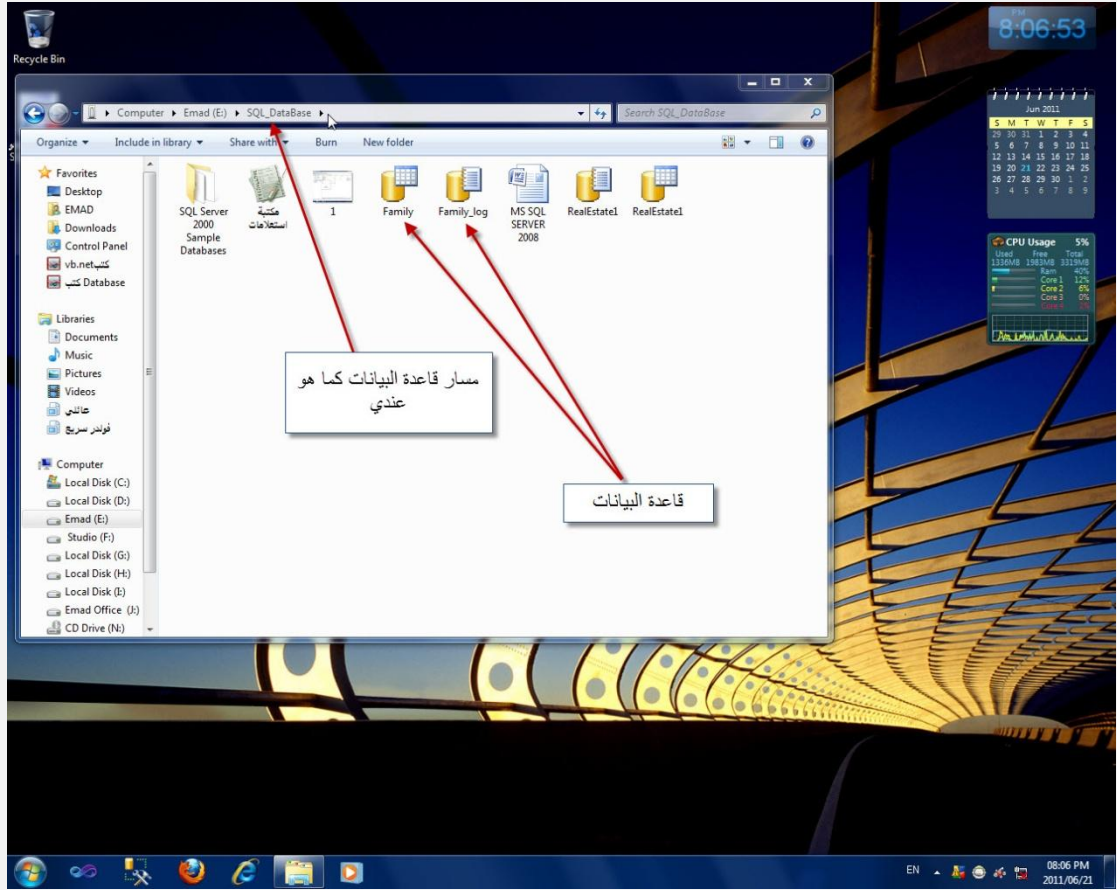 Recycle Bin
PM
8:06:53
Computer ▸ Emad (E:) ▸ SQL_DataBase ▸
Search SQL_DataBase
Organize
Include in library
Share with
Burn
New folder
Favorites
Desktop
EMAD
Downloads
Control Panel
كتبvb.net
كتب Database
Libraries
Documents
Music
Pictures
Videos
عائلي
فولدر سريع
Computer
Local Disk (C:)
Local Disk (D:)
Emad (E:)
Studio (F:)
Local Disk (G:)
Local Disk (H:)
Local Disk (I:)
Emad Office (J:)
CD Drive (N:)
SQL Server
2000
Sample
Databases
مكتبة
استعلامات
1
Family
Family_log
MS SQL
SERVER
2008
RealEstate1
RealEstate1
مسار قاعدة البيانات كما هو
عندي
قاعدة البيانات
Jun 2011
S M T W T F S
29 30 31 1 2 3 4
5 6 7 8 9 10 11
12 13 14 15 16 17 18
19 20 21 22 23 24 25
26 27 28 29 30 1 2
3 4 5 6 7 8 9
CPU Usage 5%
Used Free Total
1336MB 1983MB 3319MB
Ram 40%
Core 1 12%
Core 2 6%
Core 3 0%
EN
08:06 PM
2011/06/21